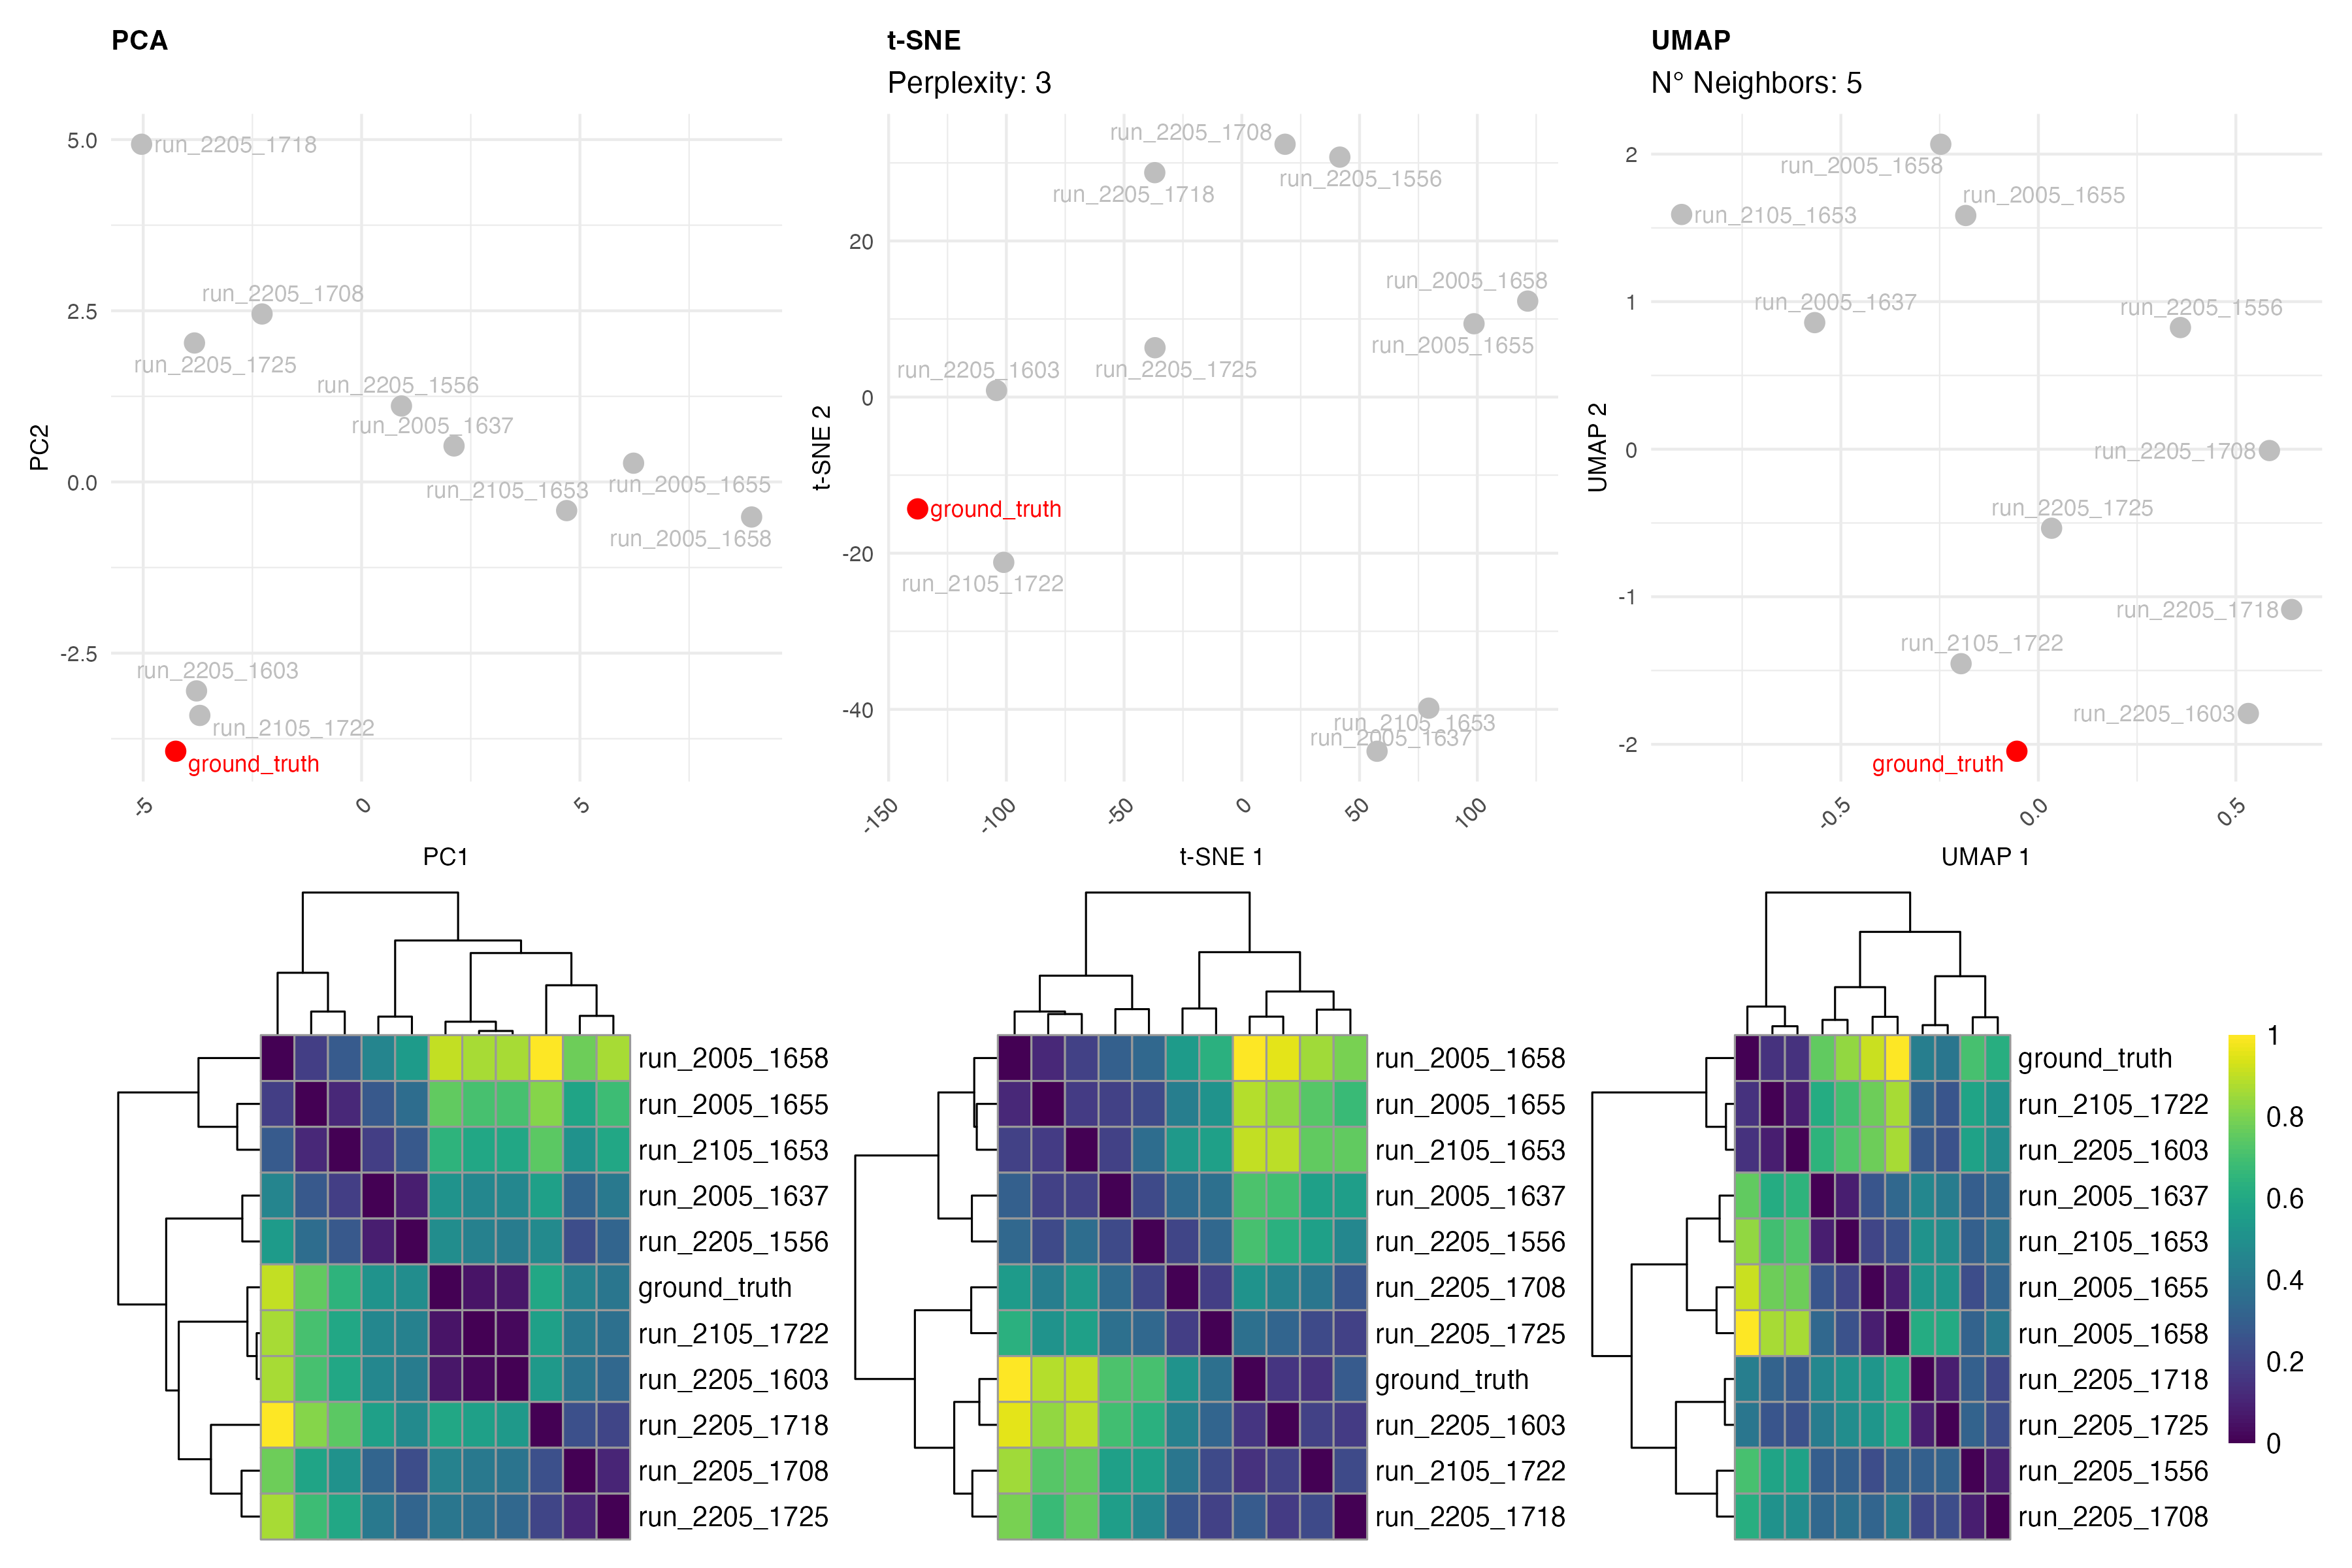 PCA
5.0
2.5
0.0
-2.5
PC2
run_2205_1718
run_2205_1708
run_2205_1725
run_2205_1556
run_2005_1637
run_2105_1653
run_2005_1655
run_2005_1658
run_2205_1603
run_2105_1722
ground_truth
-5
0
5
PC1
t-SNE
Perplexity: 3
20
0
-20
-40
t-SNE 2
run_2205_1708
run_2205_1556
run_2205_1718
run_2005_1658
run_2005_1655
run_2205_1603
run_2205_1725
ground_truth
run_2105_1722
run_2105_1653
run_2005_1637
-150
-100
-50
0
50
100
t-SNE 1
UMAP
N° Neighbors: 5
2
1
0
-1
-2
UMAP 2
run_2005_1658
run_2005_1655
run_2105_1653
run_2005_1637
run_2205_1556
run_2205_1708
run_2205_1725
run_2205_1718
run_2105_1722
run_2205_1603
ground_truth
-0.5
0.0
0.5
UMAP 1
run_2005_1658
run_2005_1655
run_2105_1653
run_2005_1637
run_2205_1556
ground_truth
run_2105_1722
run_2205_1603
run_2205_1718
run_2205_1708
run_2205_1725
run_2005_1658
run_2005_1655
run_2105_1653
run_2005_1637
run_2205_1556
run_2205_1708
run_2205_1725
ground_truth
run_2205_1603
run_2105_1722
run_2205_1718
ground_truth
run_2105_1722
run_2205_1603
run_2005_1637
run_2105_1653
run_2005_1655
run_2005_1658
run_2205_1718
run_2205_1725
run_2205_1556
run_2205_1708
1
0.8
0.6
0.4
0.2
0